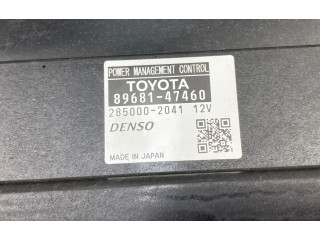 POWER MANAGEMENT CONTROL
TOYOTA
89681-47460
285000-2041 12V
DENSO
MADE IN JAPAN